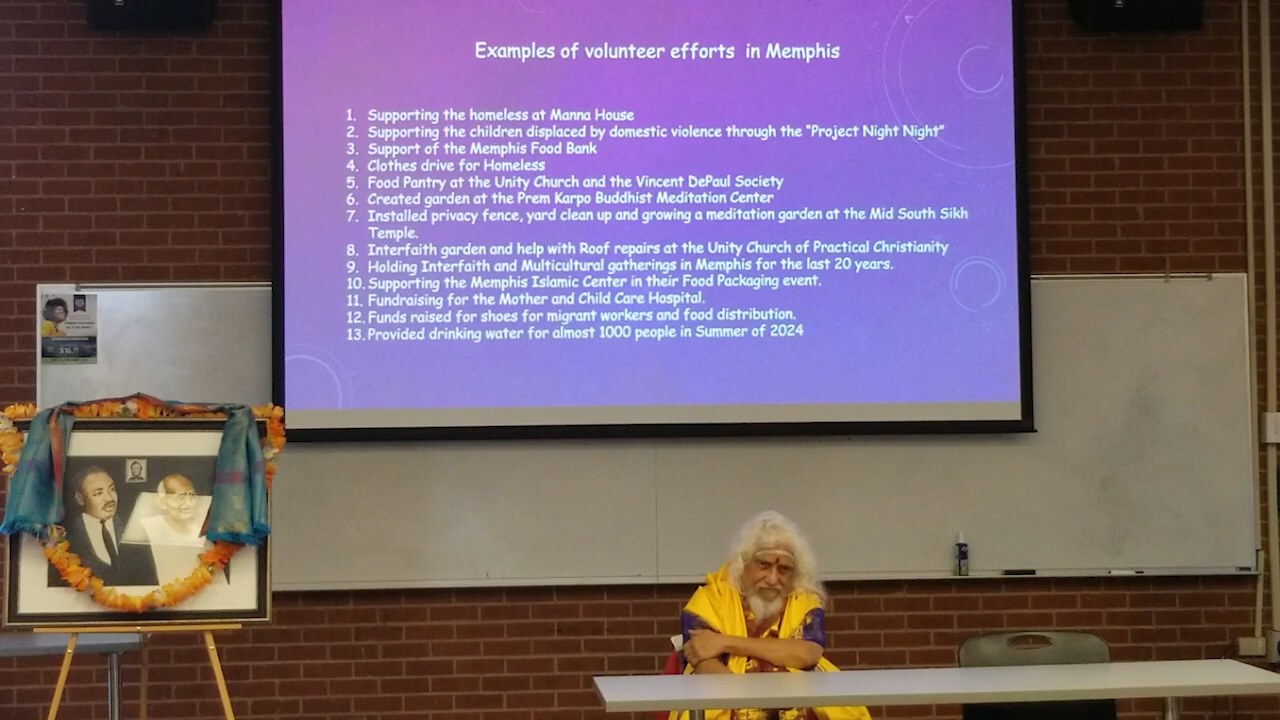 Examples of volunteer efforts in Memphis
1. Supporting the homeless at Manna House
2. Supporting the children displaced by domestic violence through the “Project Night Night”
3. Support of the Memphis Food Bank
4. Clothes drive for Homeless
5. Food Pantry at the Unity Church and the Vincent DePaul Society
6. Created garden at the Prem Karpo Buddhist Meditation Center
7. Installed privacy fence, yard clean up and growing a meditation garden at the Mid South Sikh
Temple.
8. Interfaith garden and help with Roof repairs at the Unity Church of Practical Christianity
9. Holding Interfaith and Multicultural gatherings in Memphis for the last 20 years.
10. Supporting the Memphis Islamic Center in their Food Packaging event.
11. Fundraising for the Mother and Child Care Hospital.
12. Funds raised for shoes for migrant workers and food distribution.
13. Provided drinking water for almost 1000 people in Summer of 2024